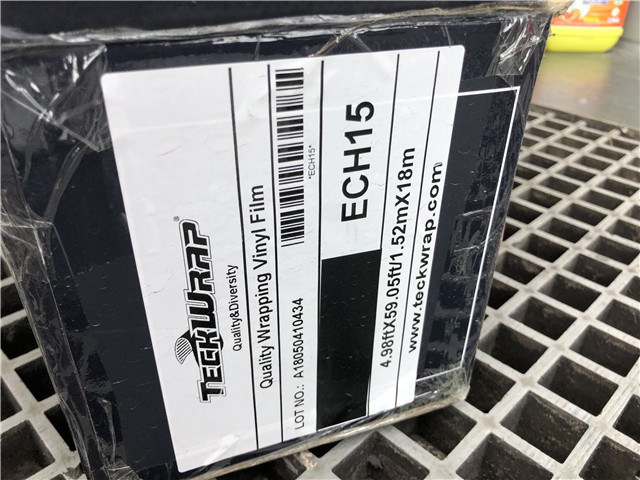 TECKWRAP®
Quality&Diversity
Quality Wrapping Vinyl Film
LOT NO.: A18050410434
*ECH15*
ECH15
4.98ftX59.05ft/1.52mX18m
www.teckwrap.com